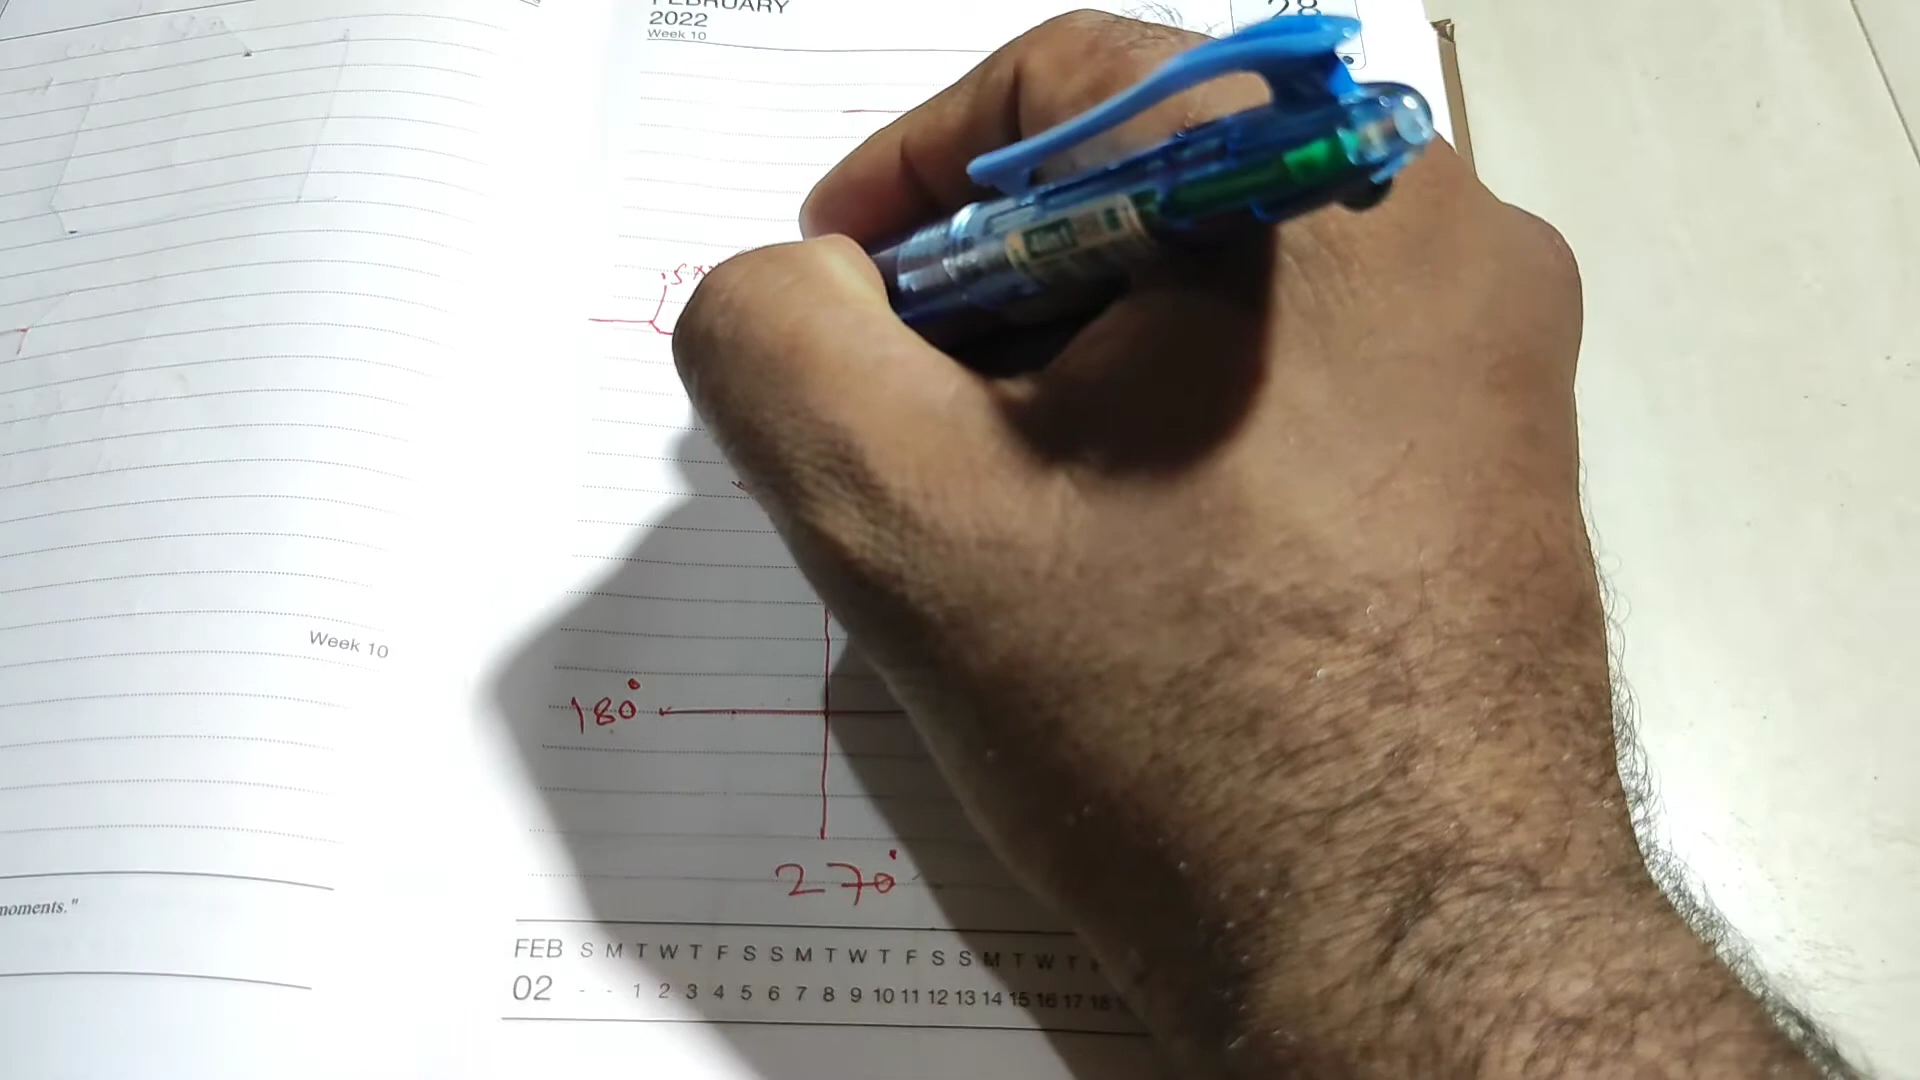 FEBRUARY
28
2022
Week 10
180°
Week 10
270°
moments."
FEB S M T W T F S S M T W T F S S M T W T
02 - - 1 2 3 4 5 6 7 8 9 10 11 12 13 14 15 16 17 18